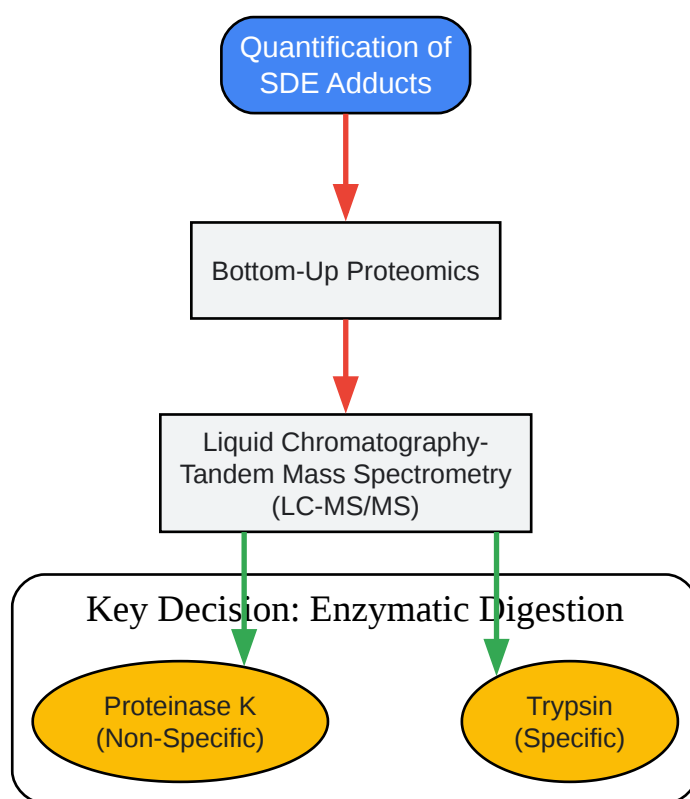 Quantification of
SDE Adducts
Bottom-Up Proteomics
Liquid Chromatography-
Tandem Mass Spectrometry
(LC-MS/MS)
Key Decision: Enzymatic Digestion
Proteinase K
(Non-Specific)
Trypsin
(Specific)